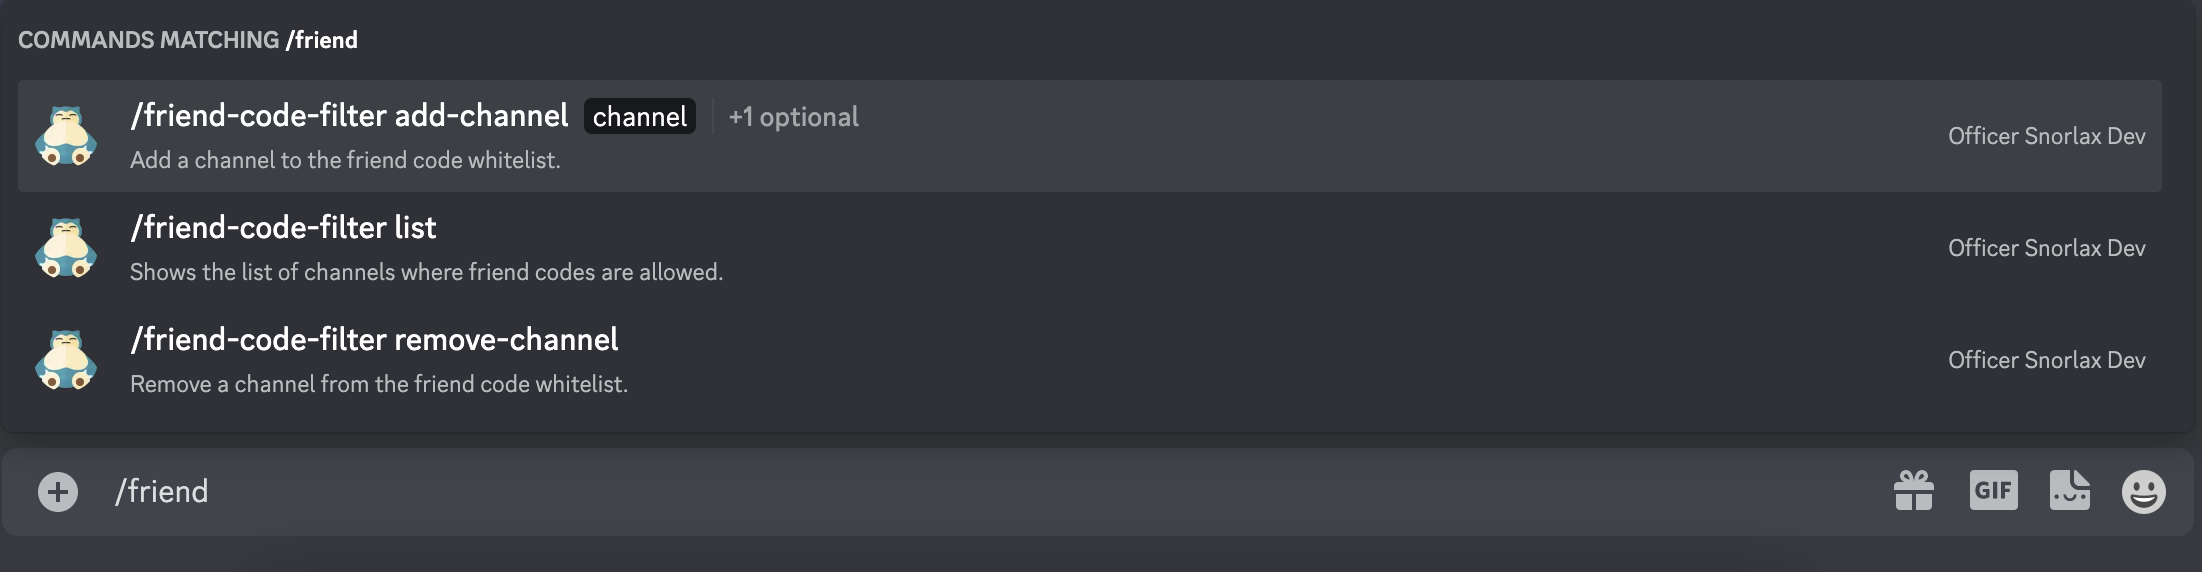 COMMANDS MATCHING /friend
/friend-code-filter add-channel channel +1 optional
Add a channel to the friend code whitelist.
Officer Snorlax Dev
/friend-code-filter list
Shows the list of channels where friend codes are allowed.
Officer Snorlax Dev
/friend-code-filter remove-channel
Remove a channel from the friend code whitelist.
Officer Snorlax Dev
/friend
GIF